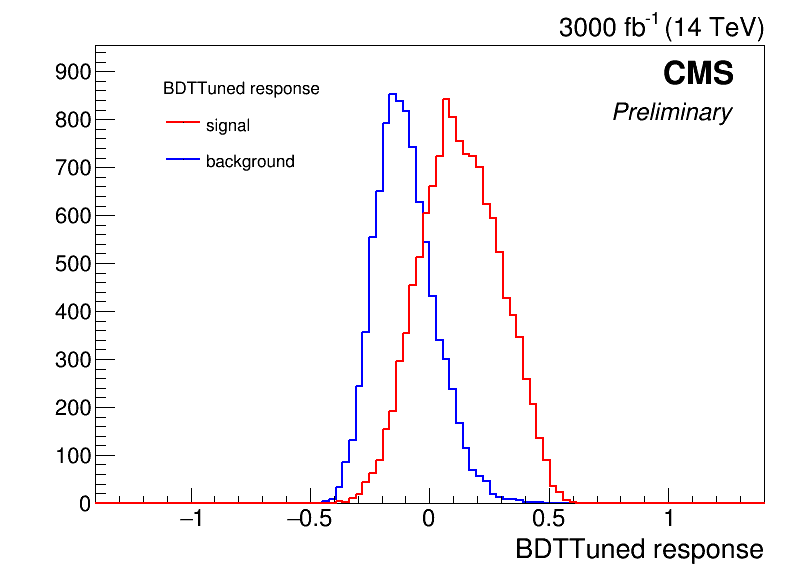 3000 fb-1 (14 TeV)
CMS
Preliminary
BDTTuned response
signal
background
900
800
700
600
500
400
300
200
100
0
−1 −0.5 0 0.5 1
BDTTuned response